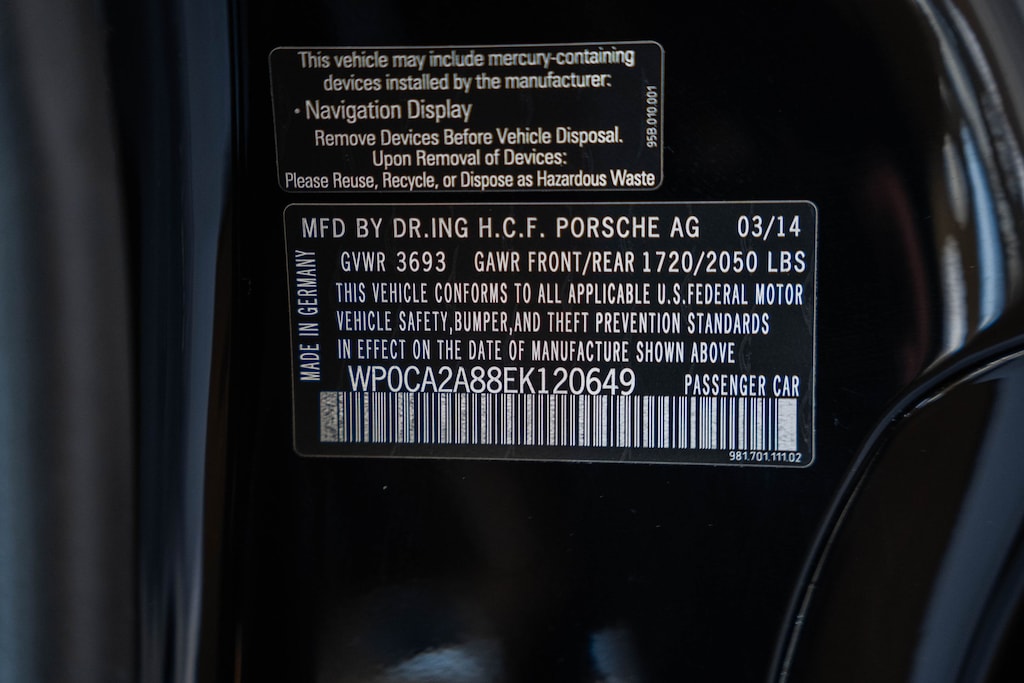 This vehicle may include mercury-containing
devices installed by the manufacturer:
· Navigation Display
Remove Devices Before Vehicle Disposal.
Upon Removal of Devices:
Please Reuse, Recycle, or Dispose as Hazardous Waste
95B.010.001
MFD BY DR.ING H.C.F. PORSCHE AG 03/14
GVWR 3693 GAWR FRONT/REAR 1720/2050 LBS
THIS VEHICLE CONFORMS TO ALL APPLICABLE U.S.FEDERAL MOTOR
VEHICLE SAFETY,BUMPER,AND THEFT PREVENTION STANDARDS
IN EFFECT ON THE DATE OF MANUFACTURE SHOWN ABOVE
WP0CA2A88EK120649 PASSENGER CAR
MADE IN GERMANY
981.701.111.02